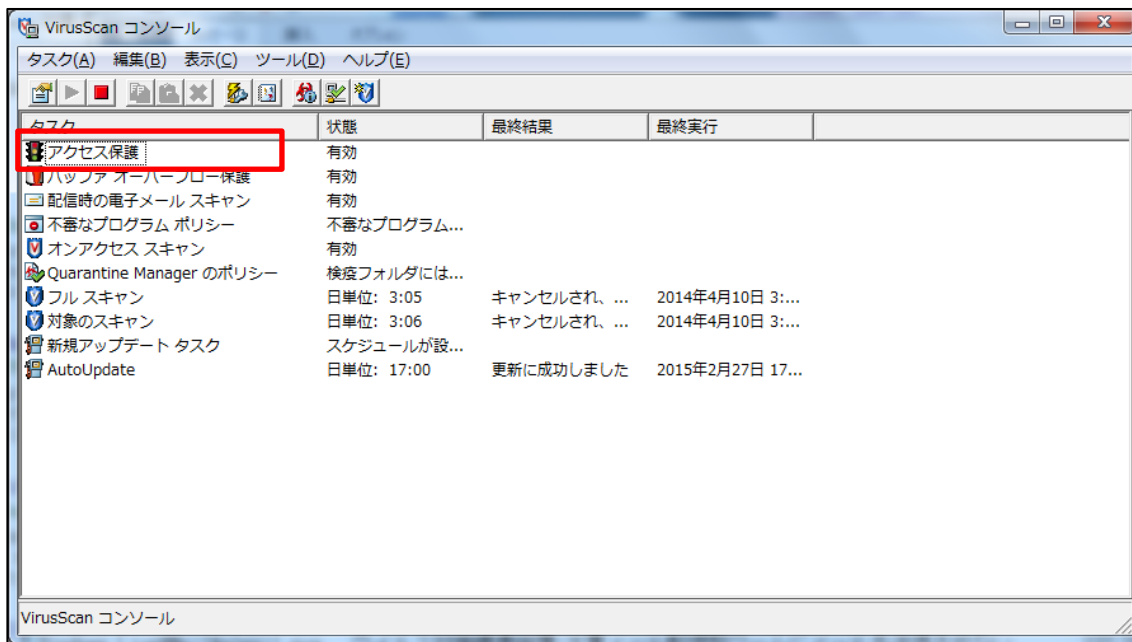 VirusScan コンソール
タスク(A) 編集(B) 表示(C) ツール(D) ヘルプ(E)
タスク 状態 最終結果 最終実行
アクセス保護 有効
バッファ オーバーフロー保護 有効
配信時の電子メール スキャン 有効
不審なプログラム ポリシー 不審なプログラム...
オンアクセス スキャン 有効
Quarantine Manager のポリシー 検疫フォルダには...
フル スキャン 日単位: 3:05 キャンセルされ、... 2014年4月10日 3:...
対象のスキャン 日単位: 3:06 キャンセルされ、... 2014年4月10日 3:...
新規アップデート タスク スケジュールが設...
AutoUpdate 日単位: 17:00 更新に成功しました 2015年2月27日 17...
VirusScan コンソール